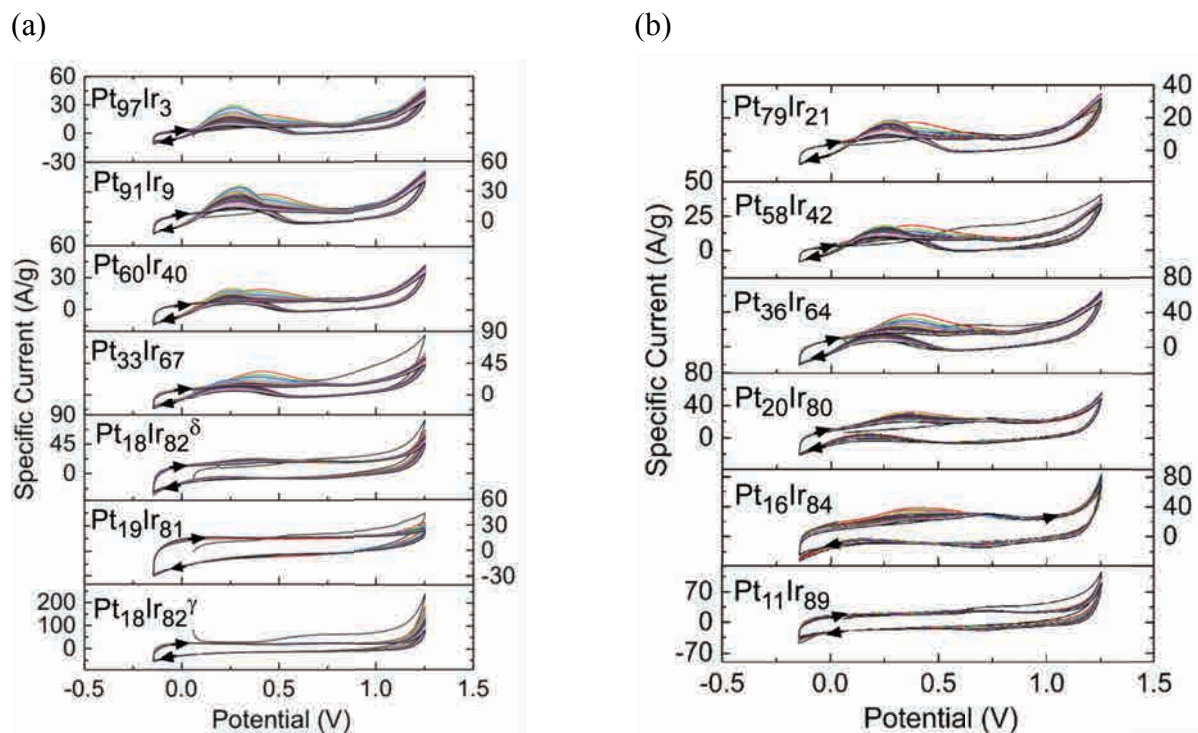 (a)
(b)
60
30
0
-30
Pt97Ir3
60
30
0
Pt91Ir9
60
30
0
Pt60Ir40
90
45
0
Pt33Ir67
90
45
0
Pt18Ir82δ
60
30
0
-30
Pt19Ir81
200
100
0
Pt18Ir82γ
Specific Current (A/g)
-0.5 0.0 0.5 1.0 1.5
Potential (V)
40
20
0
Pt79Ir21
50
25
0
Pt58Ir42
80
40
0
Pt36Ir64
80
40
0
Pt20Ir80
80
40
0
Pt16Ir84
70
0
-70
Pt11Ir89
Specific Current (A/g)
-0.5 0.0 0.5 1.0 1.5
Potential (V)